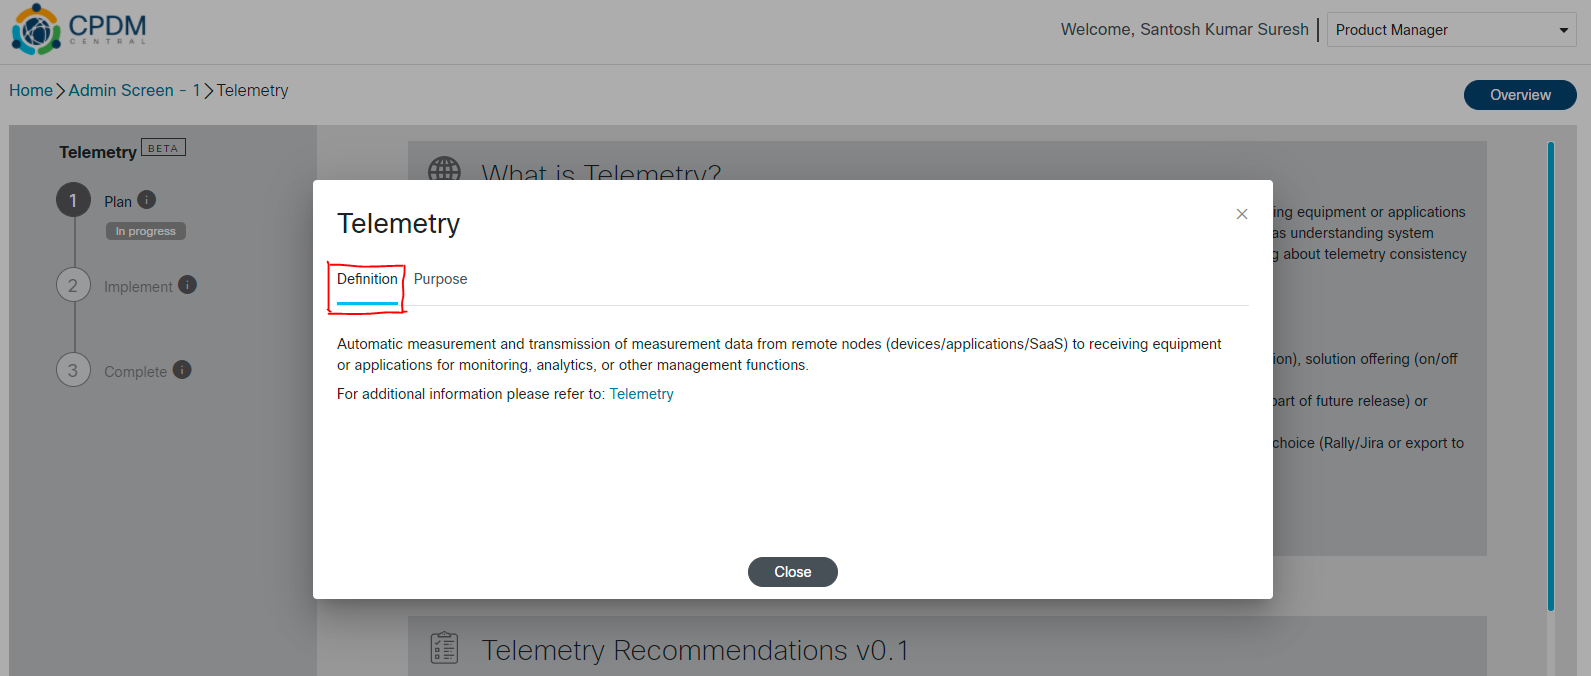 CPDM
CENTRAL
Welcome, Santosh Kumar Suresh
Product Manager
Home Admin Screen - 1 Telemetry
Overview
Telemetry BETA
1 Plan i
In progress
2 Implement i
3 Complete i
What is Telemetry?
ing equipment or applications
as understanding system
g about telemetry consistency
ion), solution offering (on/off
part of future release) or
choice (Rally/Jira or export to
Telemetry
Definition Purpose
Automatic measurement and transmission of measurement data from remote nodes (devices/applications/SaaS) to receiving equipment
or applications for monitoring, analytics, or other management functions.
For additional information please refer to: Telemetry
Close
Telemetry Recommendations v0.1